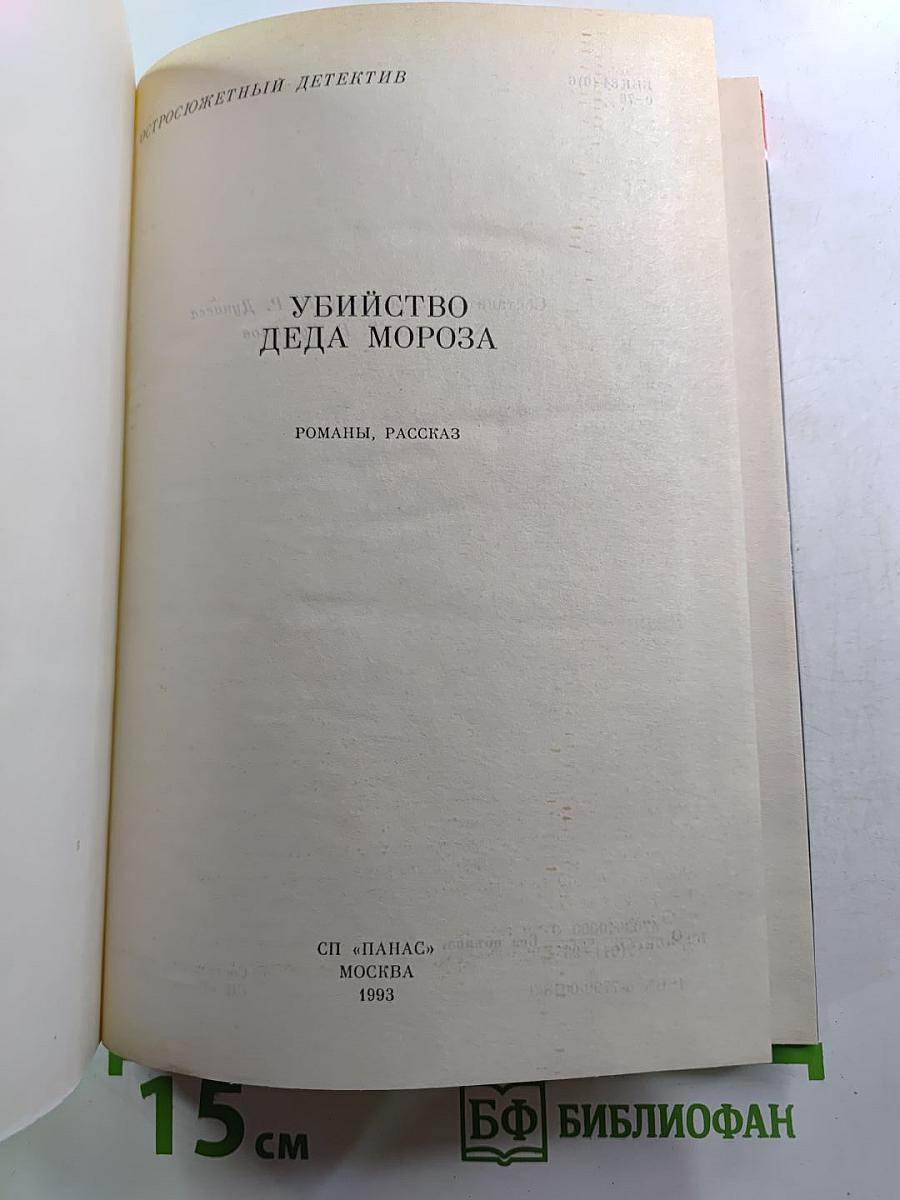 ОСТРОСЮЖЕТНЫЙ ДЕТЕКТИВ
УБИЙСТВО
ДЕДА МОРОЗА
РОМАНЫ, РАССКАЗ
СП «ПАНАС»
МОСКВА
1993
15 см
БФ БИБЛИОФАН